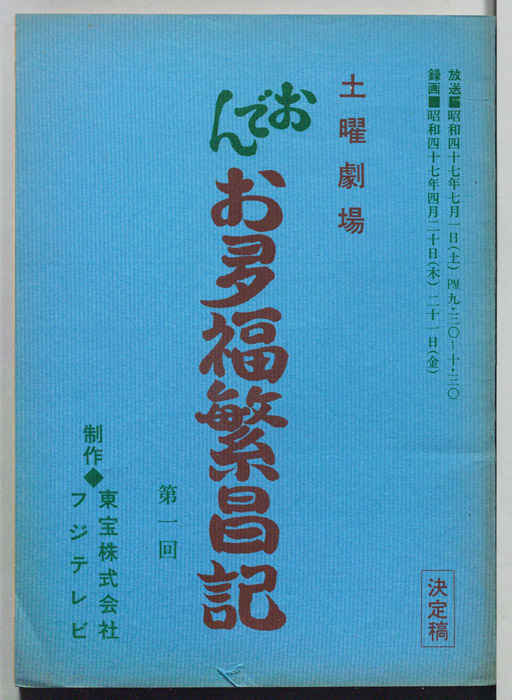 放送■昭和四十七年七月一日(土)PM九・三〇〜十・三〇
録画■昭和四十七年四月二十日(木)二十一日(金)
土曜劇場
おでん
お多福繁昌記
第一回
制作◆東宝株式会社
フジテレビ
決定稿